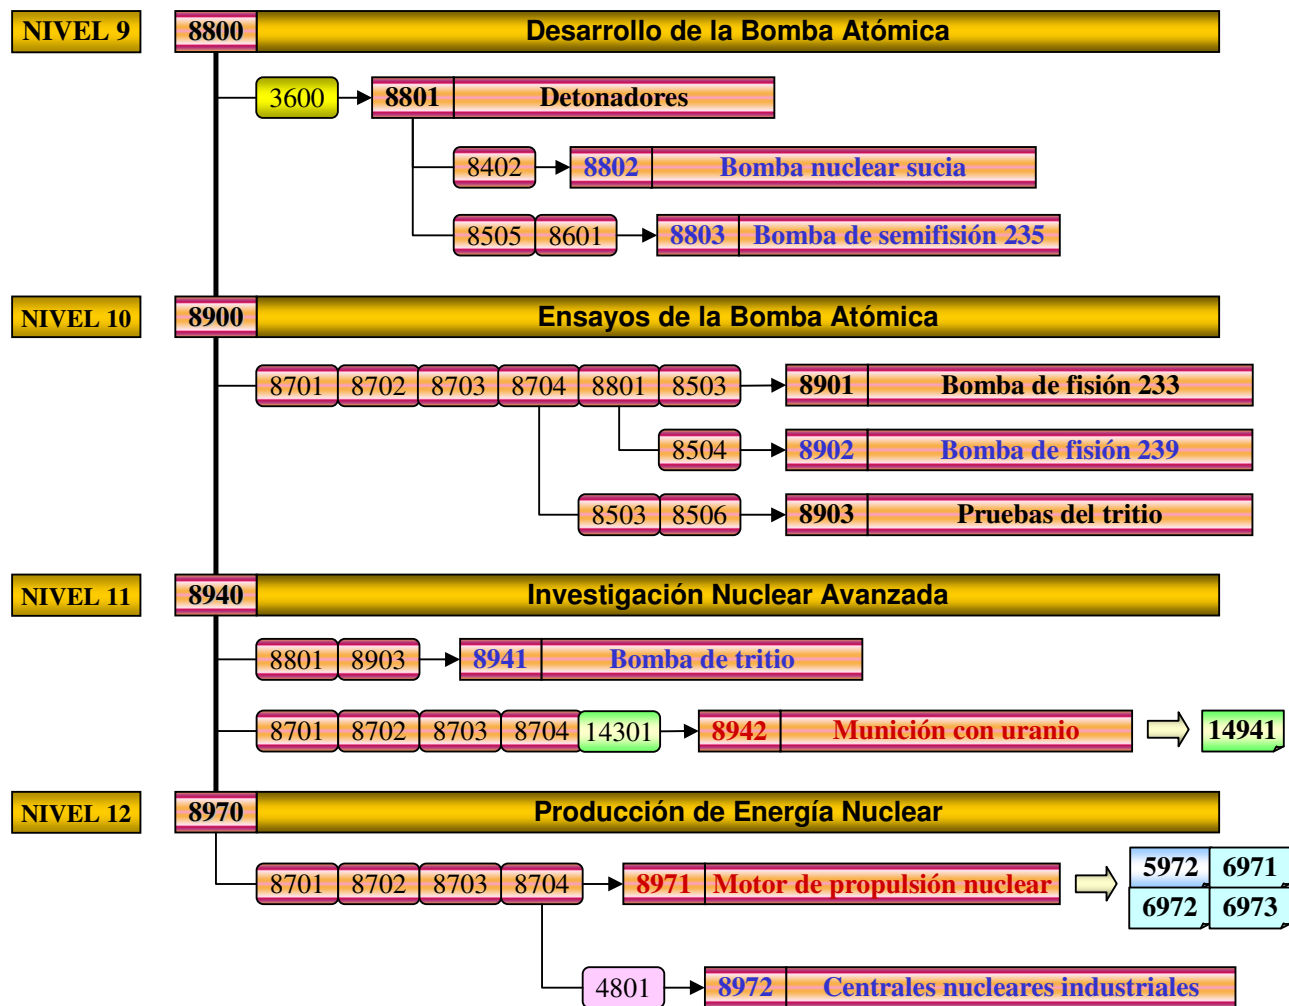 NIVEL 9 8800 Desarrollo de la Bomba Atómica
3600 8801 Detonadores
8402 8802 Bomba nuclear sucia
8505 8601 8803 Bomba de semifisión 235
NIVEL 10 8900 Ensayos de la Bomba Atómica
8701 8702 8703 8704 8801 8503 8901 Bomba de fisión 233
8504 8902 Bomba de fisión 239
8503 8506 8903 Pruebas del tritio
NIVEL 11 8940 Investigación Nuclear Avanzada
8801 8903 8941 Bomba de tritio
8701 8702 8703 8704 14301 8942 Munición con uranio 14941
NIVEL 12 8970 Producción de Energía Nuclear
8701 8702 8703 8704 8971 Motor de propulsión nuclear 5972 6971
6972 6973
4801 8972 Centrales nucleares industriales